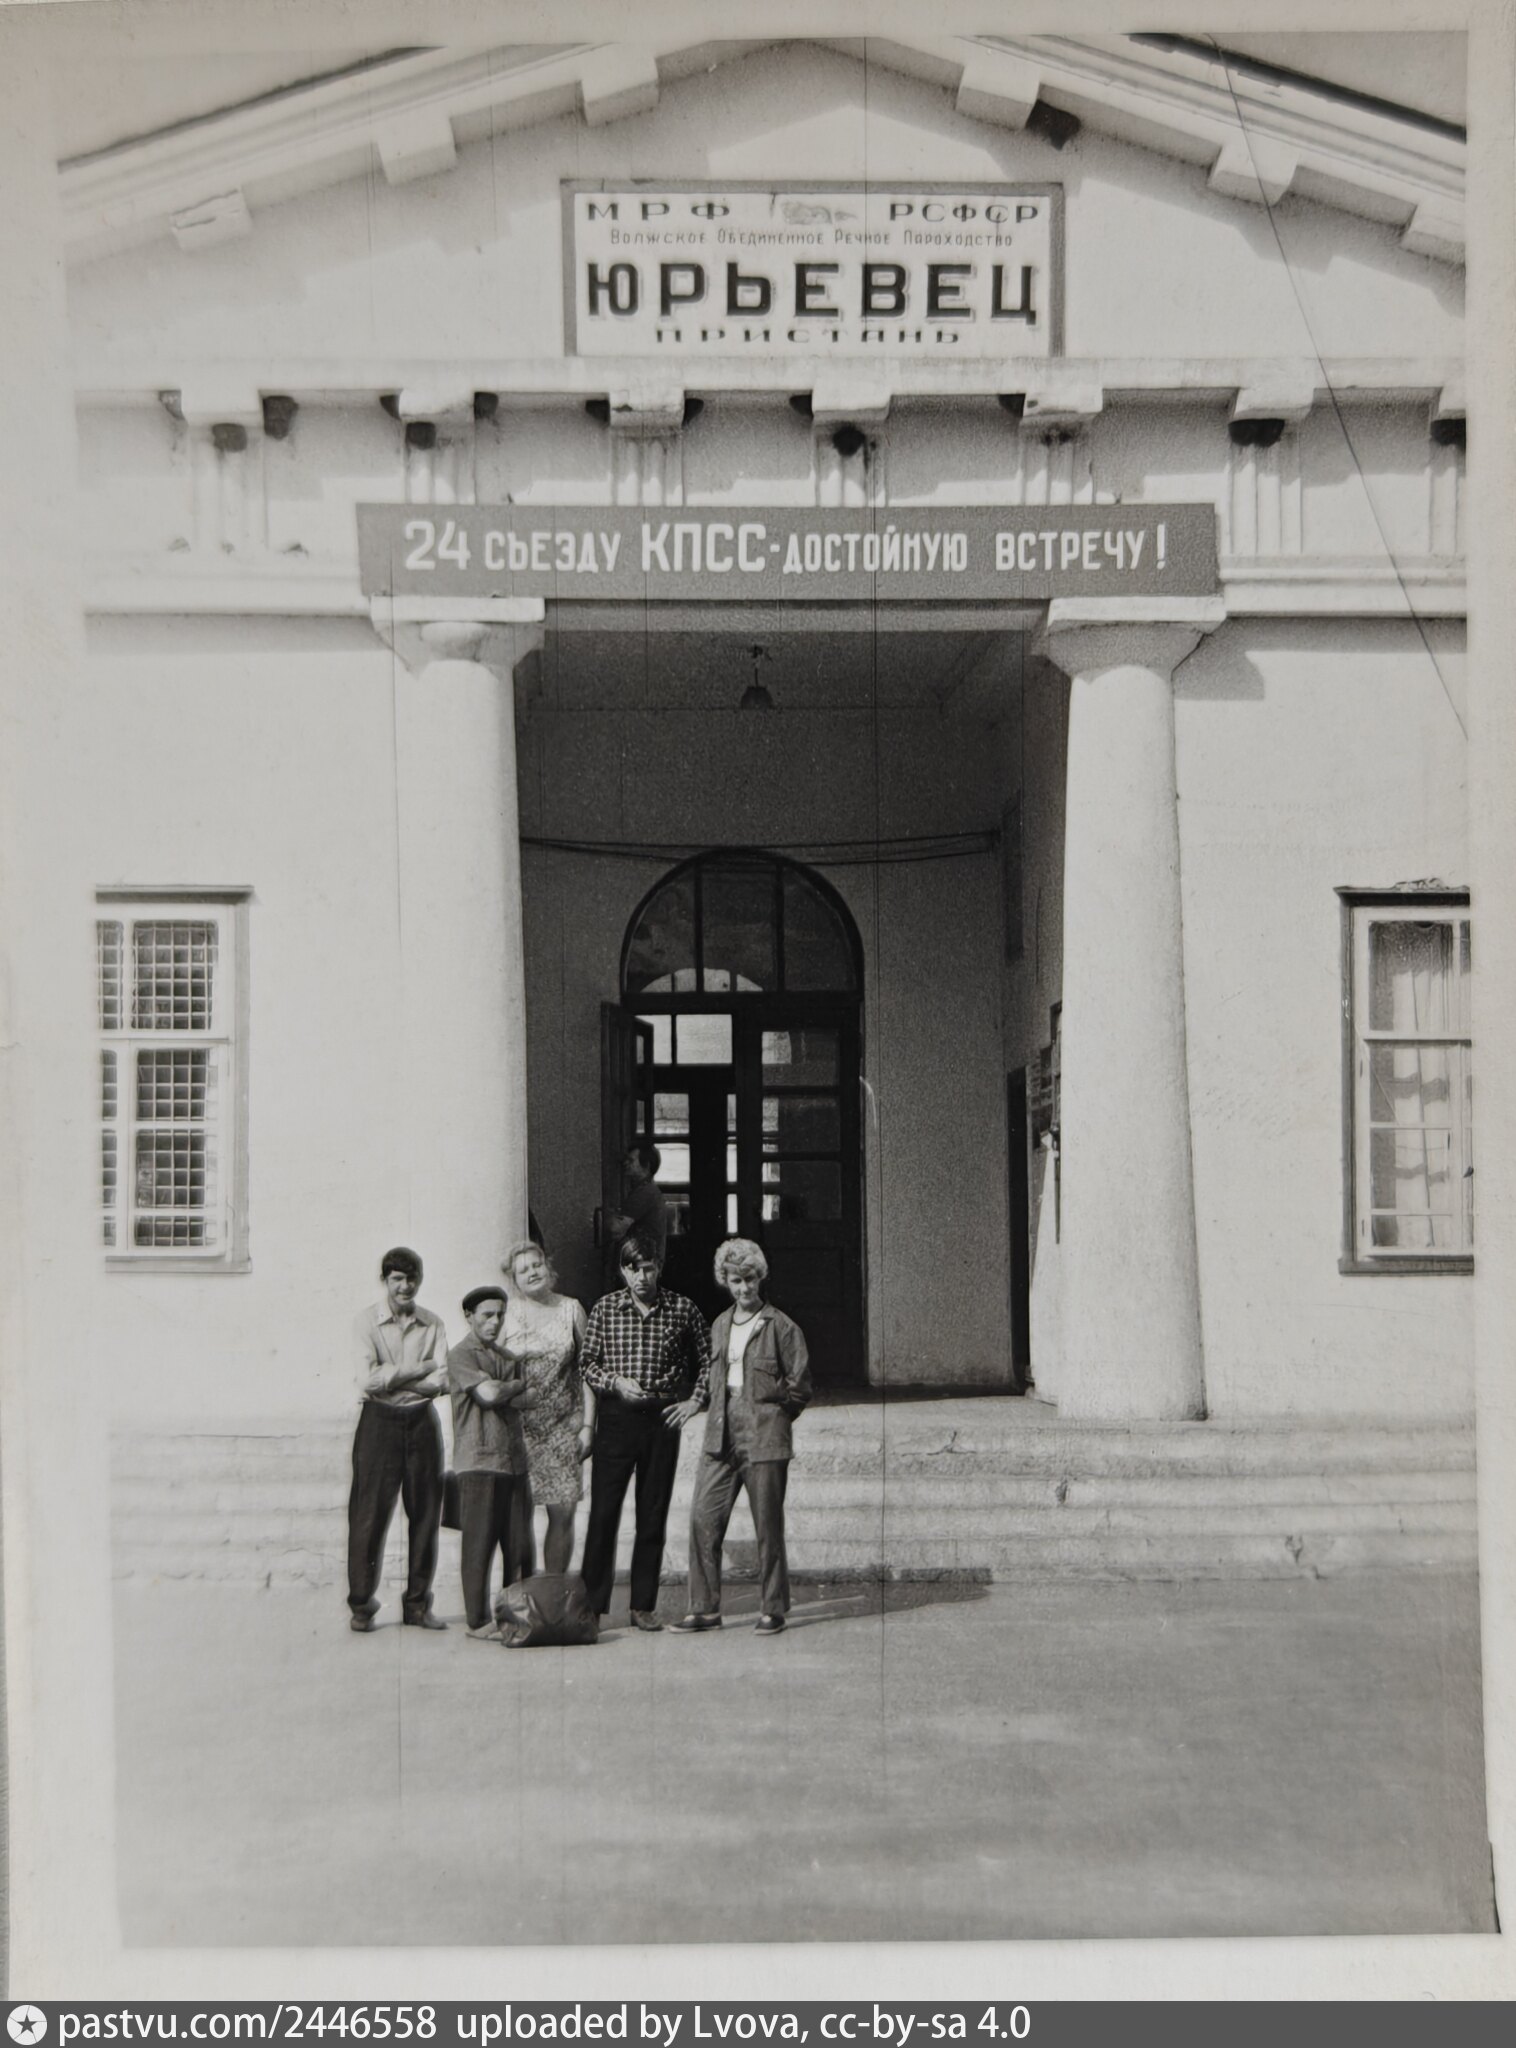 МРФ РСФСР
Волжское Объединенное Речное Пароходство
ЮРЬЕВЕЦ
ПРИСТАНЬ
24 СЪЕЗДУ КПСС-ДОСТОЙНУЮ ВСТРЕЧУ!
pastvu.com/2446558 uploaded by Lvova, cc-by-sa 4.0